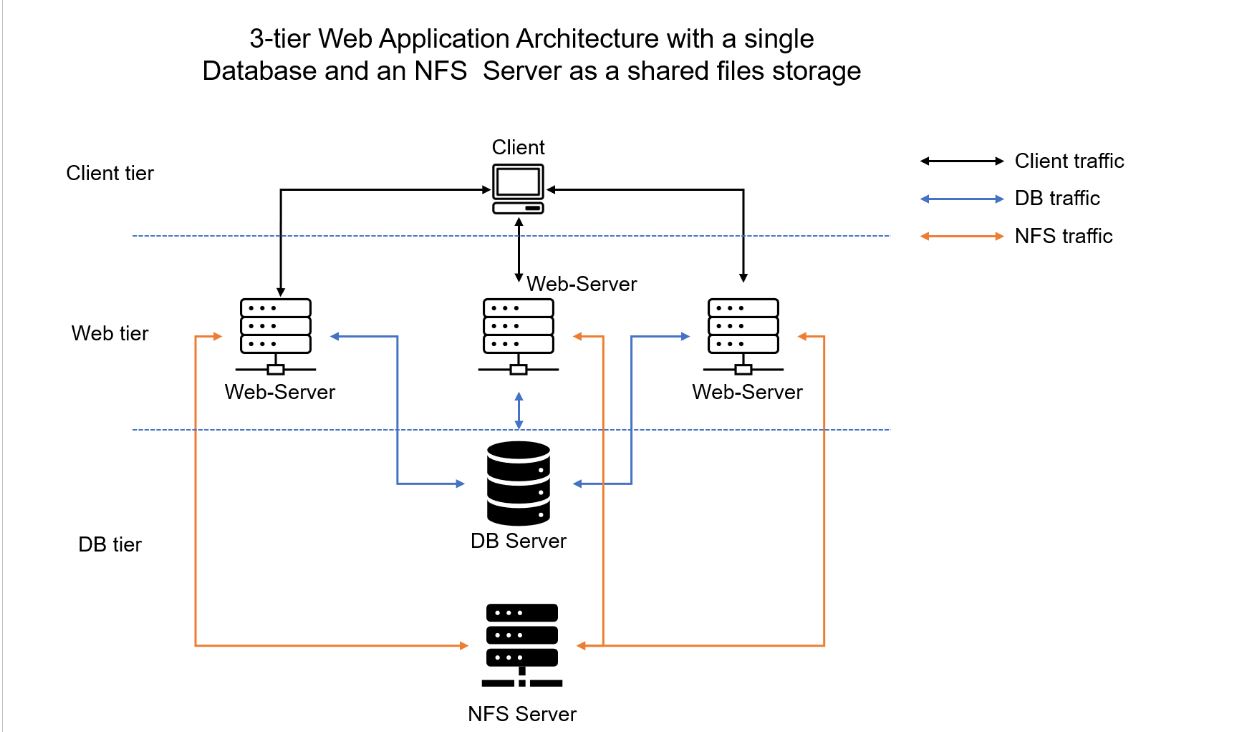 3-tier Web Application Architecture with a single
Database and an NFS Server as a shared files storage
Client
Client tier
Client traffic
DB traffic
NFS traffic
Web-Server
Web tier
Web-Server
Web-Server
DB Server
DB tier
NFS Server